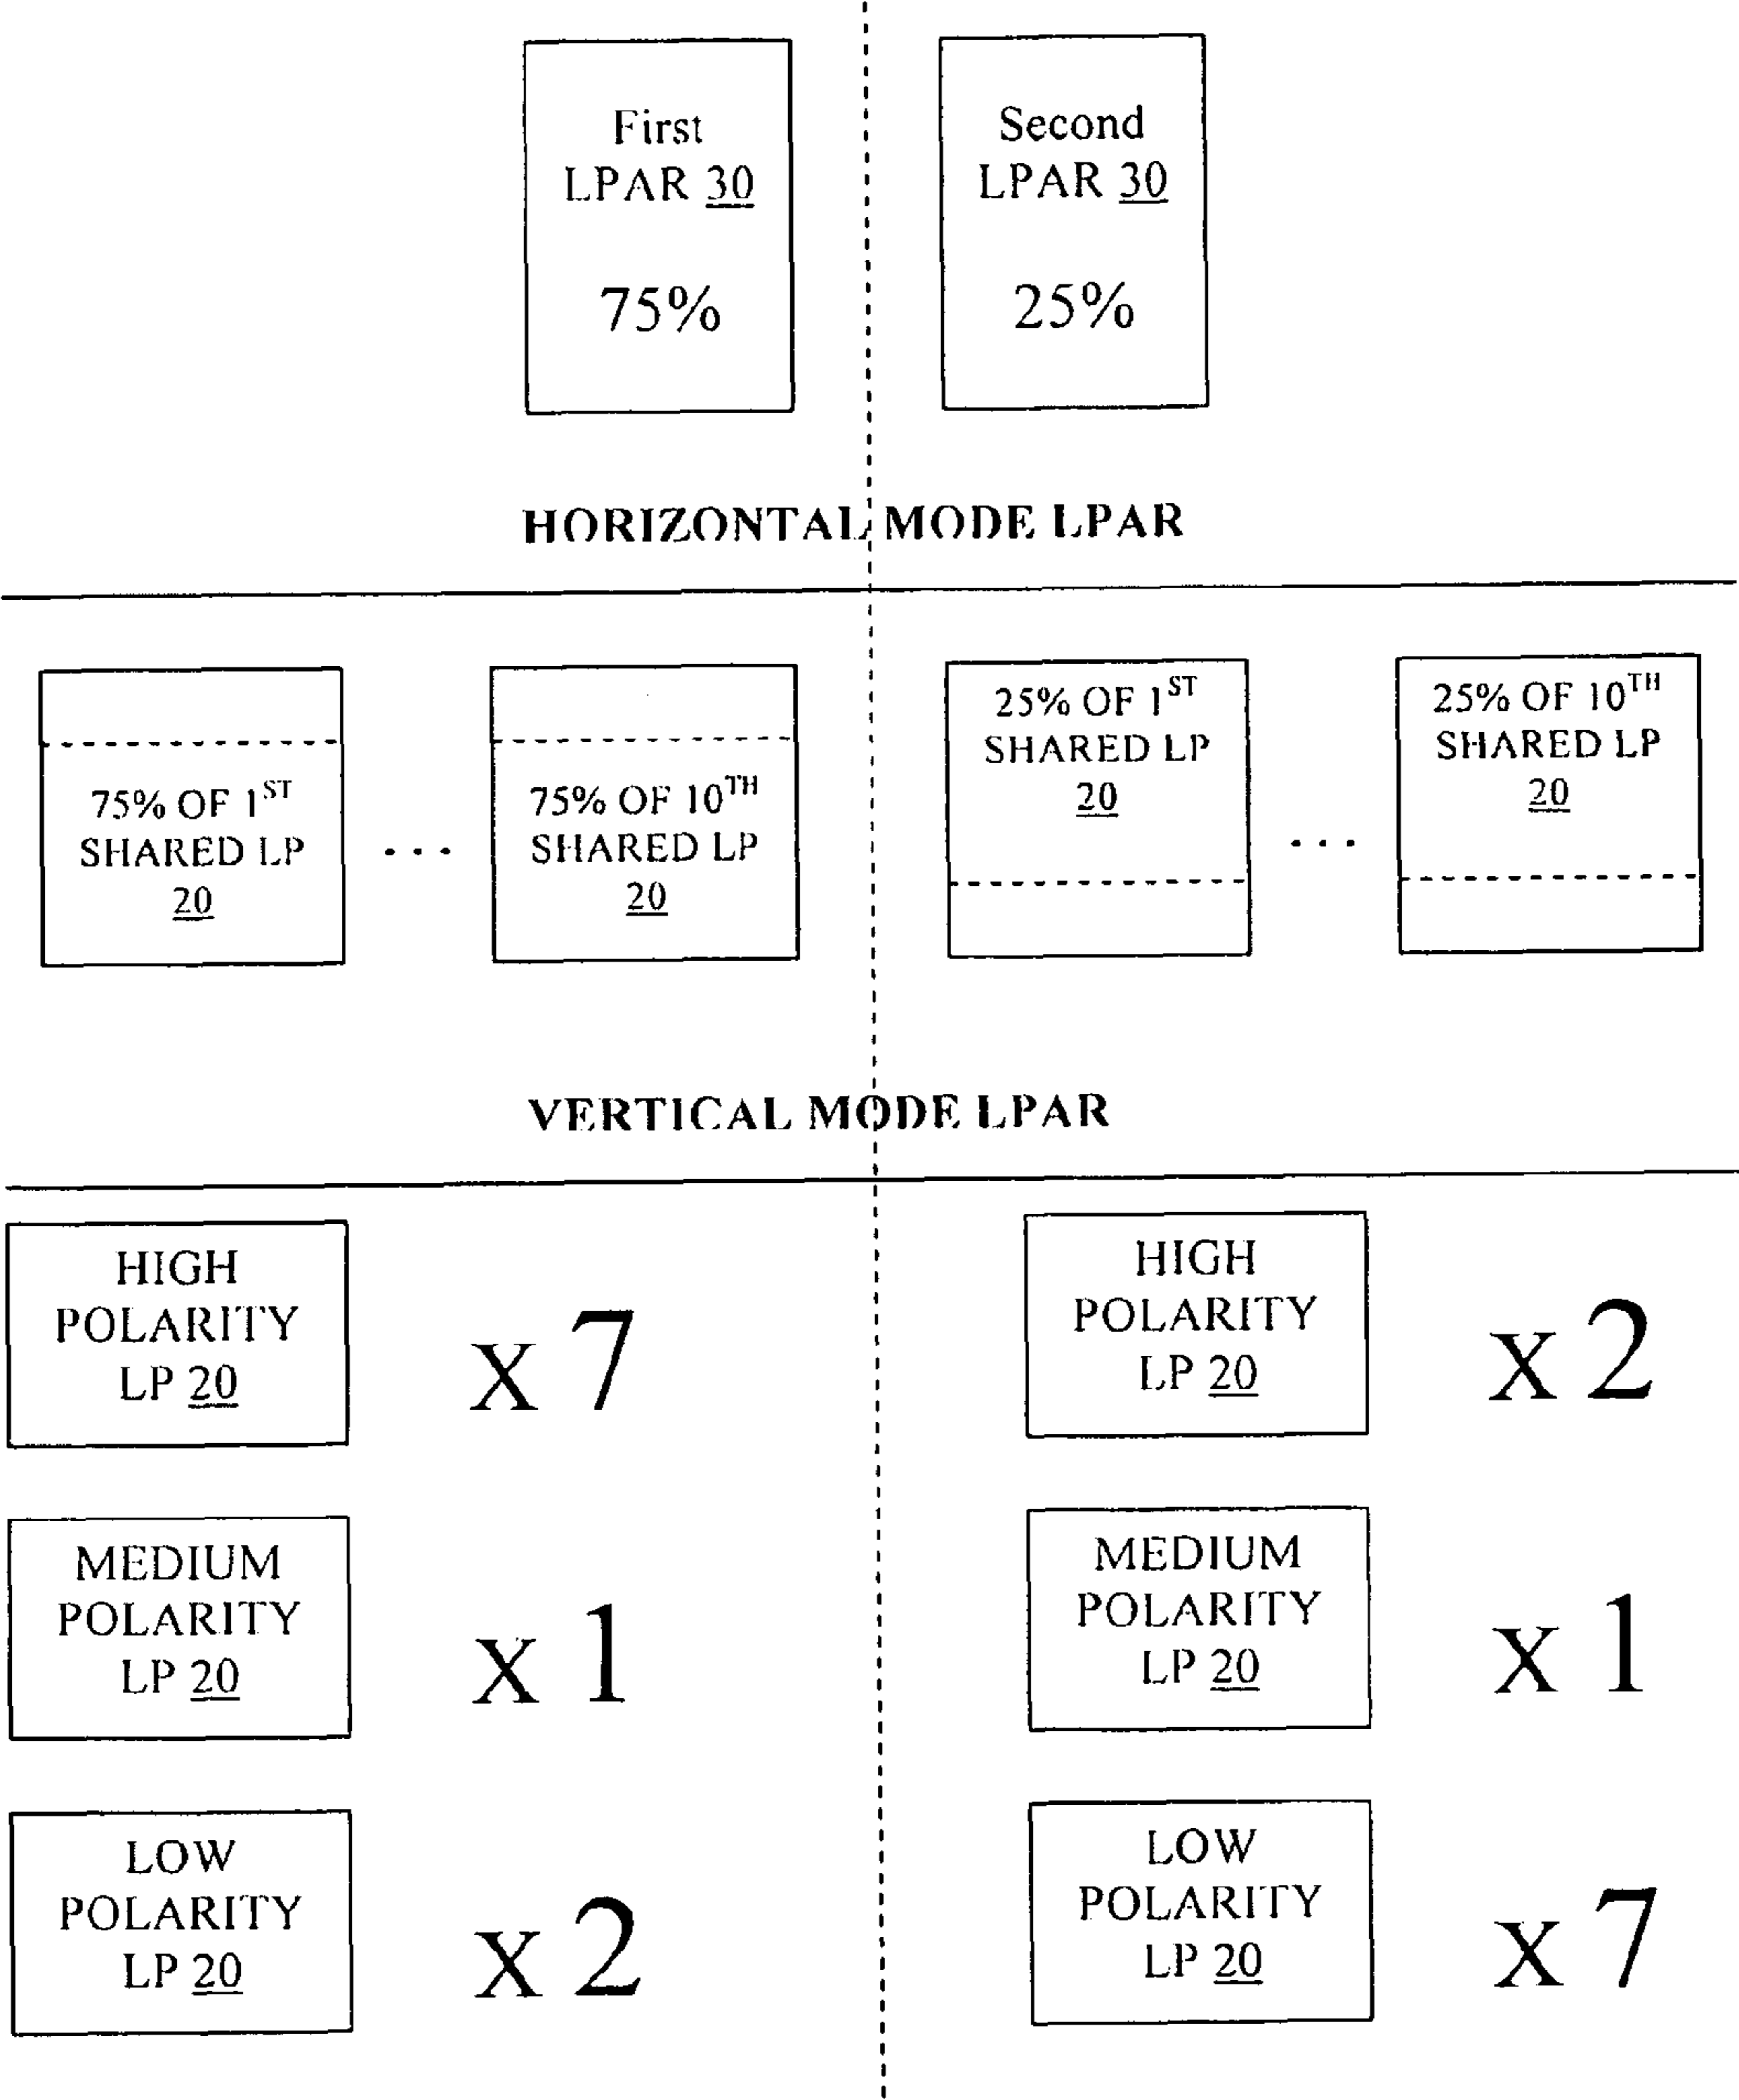 First
LPAR 30
75%
Second
LPAR 30
25%
HORIZONTAL MODE LPAR
75% OF 1ST
SHARED LP
20
...
75% OF 10TH
SHARED LP
20
25% OF 1ST
SHARED LP
20
...
25% OF 10TH
SHARED LP
20
VERTICAL MODE LPAR
HIGH
POLARITY
LP 20
x 7
HIGH
POLARITY
LP 20
x 2
MEDIUM
POLARITY
LP 20
x 1
MEDIUM
POLARITY
LP 20
x 1
LOW
POLARITY
LP 20
x 2
LOW
POLARITY
LP 20
x 7